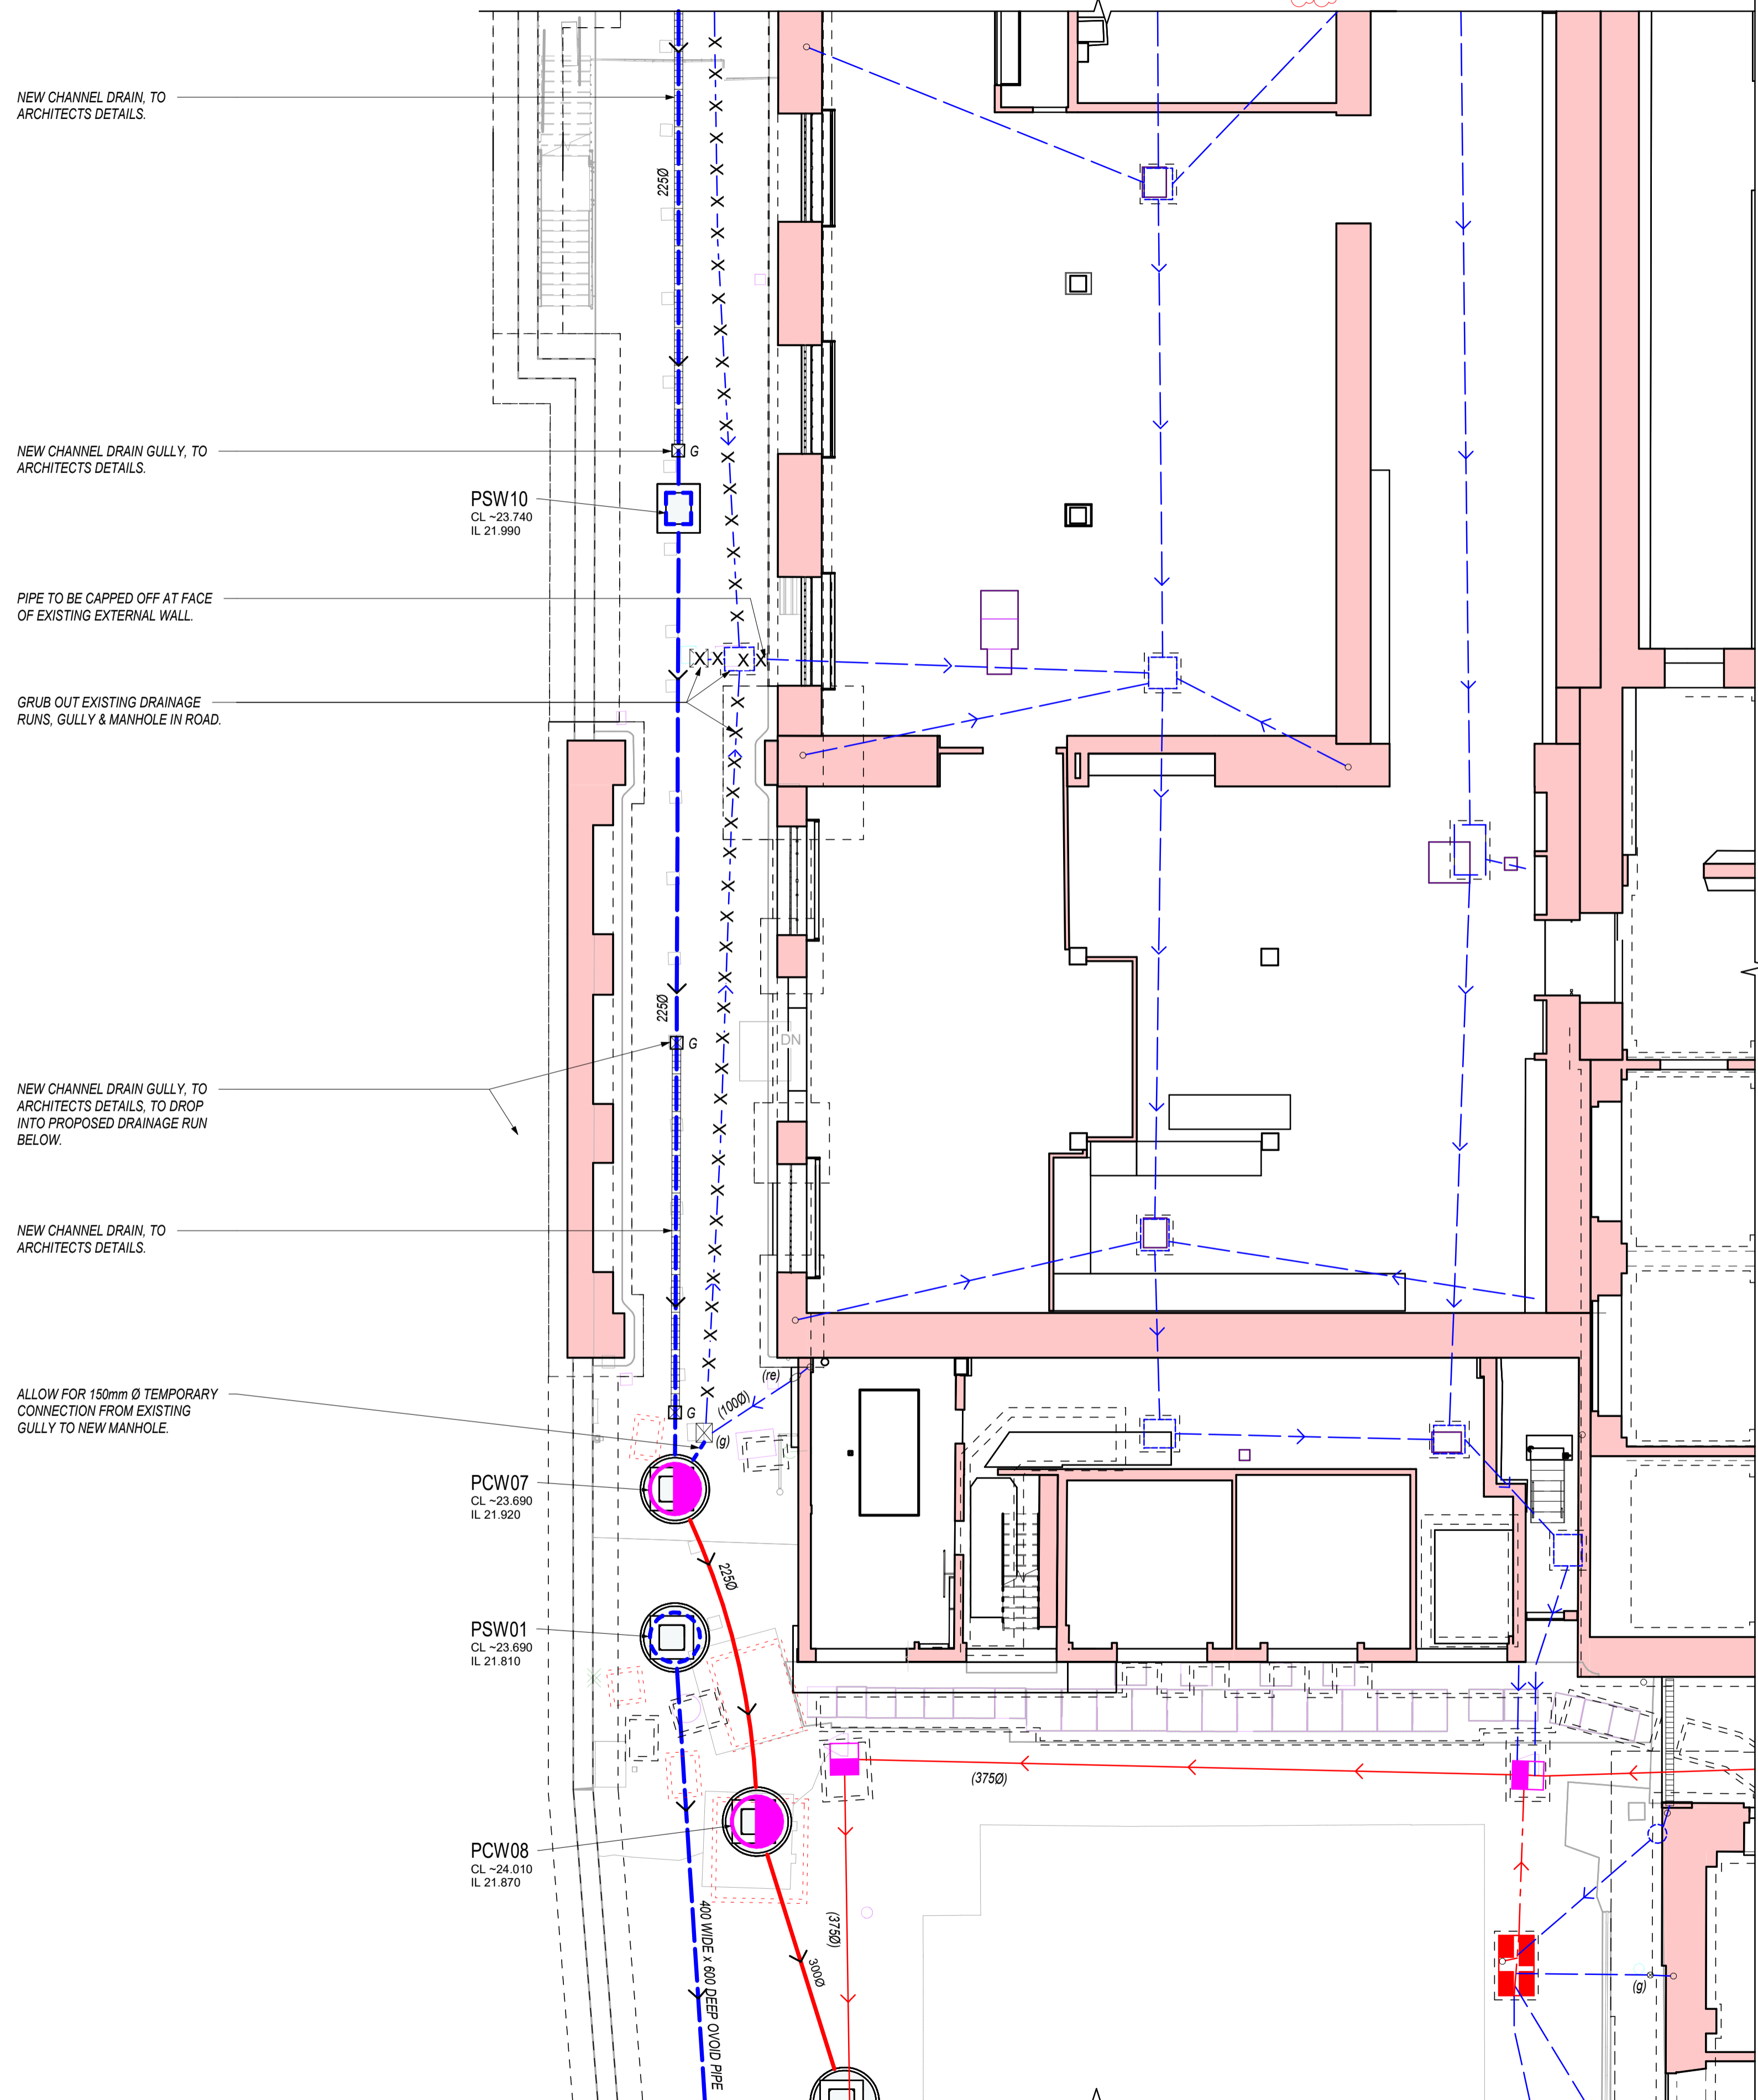 NEW CHANNEL DRAIN, TO
ARCHITECTS DETAILS.
225Ø
NEW CHANNEL DRAIN GULLY, TO
ARCHITECTS DETAILS.
G
PSW10
CL ~23.740
IL 21.990
PIPE TO BE CAPPED OFF AT FACE
OF EXISTING EXTERNAL WALL.
GRUB OUT EXISTING DRAINAGE
RUNS, GULLY & MANHOLE IN ROAD.
225Ø
G
DN
NEW CHANNEL DRAIN GULLY, TO
ARCHITECTS DETAILS, TO DROP
INTO PROPOSED DRAINAGE RUN
BELOW.
NEW CHANNEL DRAIN, TO
ARCHITECTS DETAILS.
(re)
ALLOW FOR 150mm Ø TEMPORARY
CONNECTION FROM EXISTING
GULLY TO NEW MANHOLE.
(100Ø)
G
(g)
PCW07
CL ~23.690
IL 21.920
225Ø
PSW01
CL ~23.690
IL 21.810
(375Ø)
PCW08
CL ~24.010
IL 21.870
400 WIDE x 600 DEEP OVOID PIPE
(375Ø)
300Ø
(g)